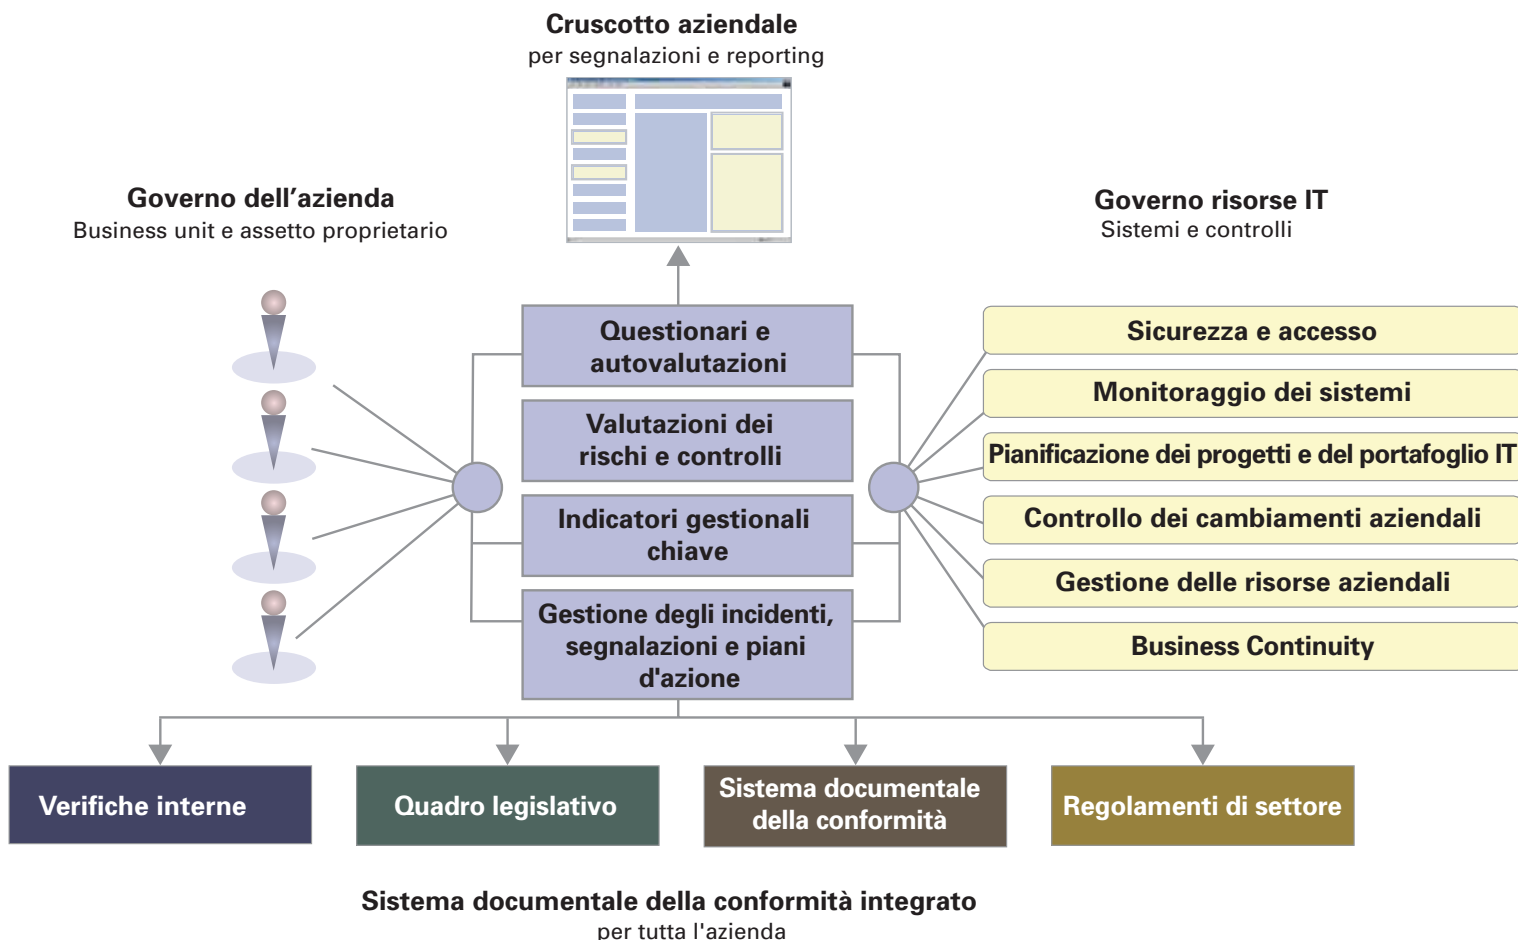 Cruscotto aziendale
per segnalazioni e reporting
Governo dell’azienda
Business unit e assetto proprietario
Governo risorse IT
Sistemi e controlli
Questionari e
autovalutazioni
Valutazioni dei
rischi e controlli
Indicatori gestionali
chiave
Gestione degli incidenti,
segnalazioni e piani
d'azione
Sicurezza e accesso
Monitoraggio dei sistemi
Pianificazione dei progetti e del portafoglio IT
Controllo dei cambiamenti aziendali
Gestione delle risorse aziendali
Business Continuity
Verifiche interne
Quadro legislativo
Sistema documentale
della conformità
Regolamenti di settore
Sistema documentale della conformità integrato
per tutta l'azienda